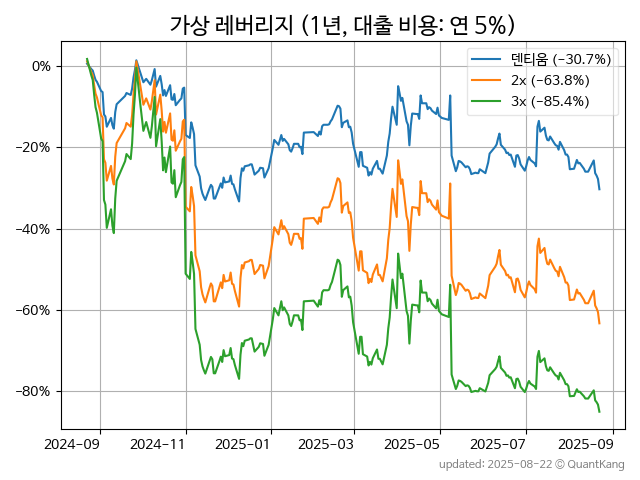 가상 레버리지 (1년, 대출 비용: 연 5%)
덴티움 (−30.7%)
2x (−63.8%)
3x (−85.4%)
0%
−20%
−40%
−60%
−80%
2024-09 2024-11 2025-01 2025-03 2025-05 2025-07 2025-09
updated: 2025-08-22 © QuantKang